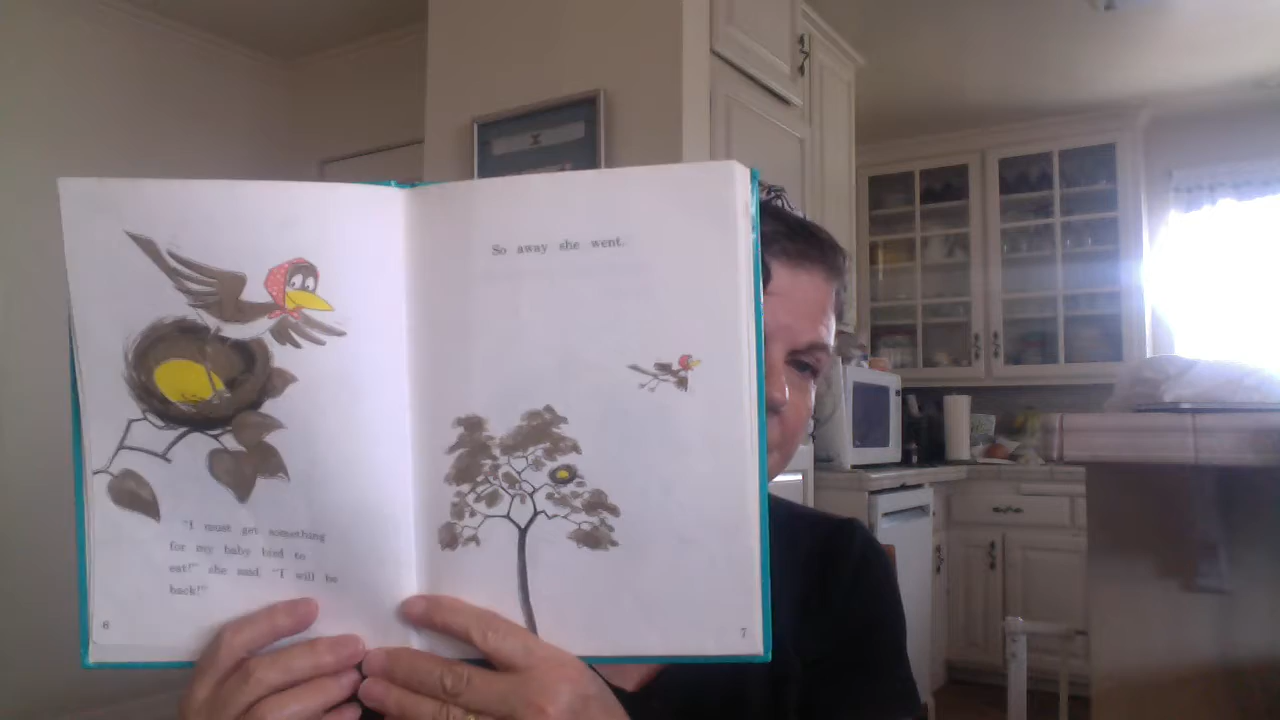 "I must get something
for my baby bird to
eat!" she said. "I will be
back!"
6
So away she went.
7